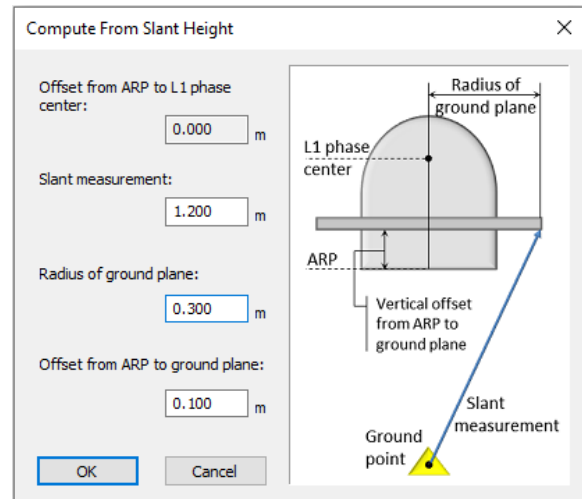 Compute From Slant Height
Offset from ARP to L1 phase
center:
0.000 m
Slant measurement:
1.200 m
Radius of ground plane:
0.300 m
Offset from ARP to ground plane:
0.100 m
OK
Cancel
Radius of
ground plane
L1 phase
center
ARP
Vertical offset
from ARP to
ground plane
Slant
measurement
Ground
point